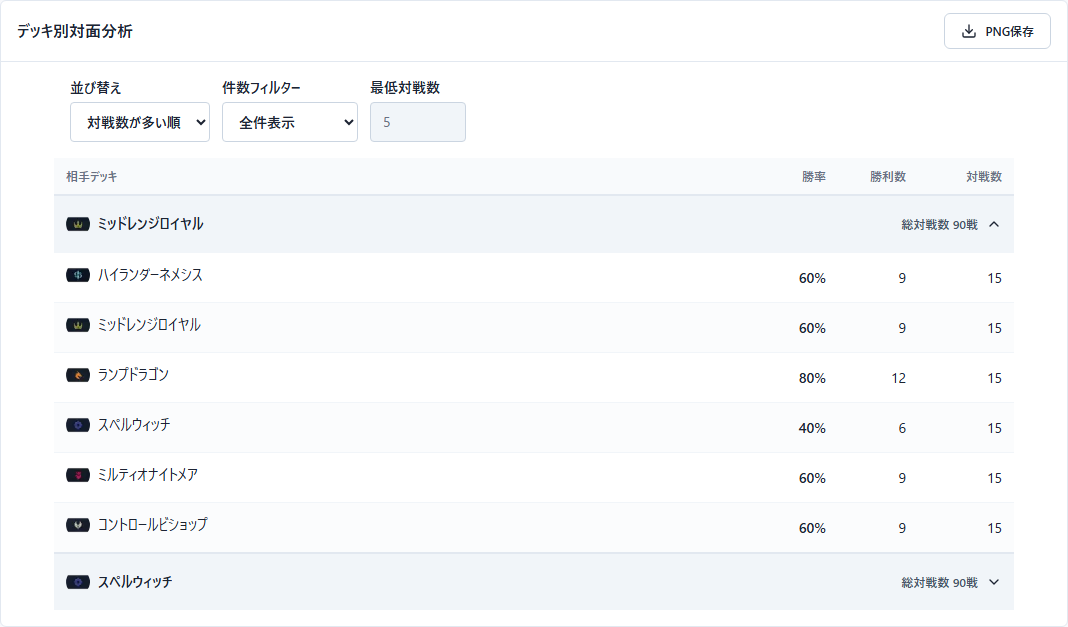 デッキ別対面分析
PNG保存
並び替え 件数フィルター 最低対戦数
対戦数が多い順 全件表示 5
相手デッキ 勝率 勝利数 対戦数
ミッドレンジロイヤル 総対戦数 90戦
ハイランダーネメシス 60% 9 15
ミッドレンジロイヤル 60% 9 15
ランプドラゴン 80% 12 15
スペルウィッチ 40% 6 15
ミルティオナイトメア 60% 9 15
コントロールビショップ 60% 9 15
スペルウィッチ 総対戦数 90戦